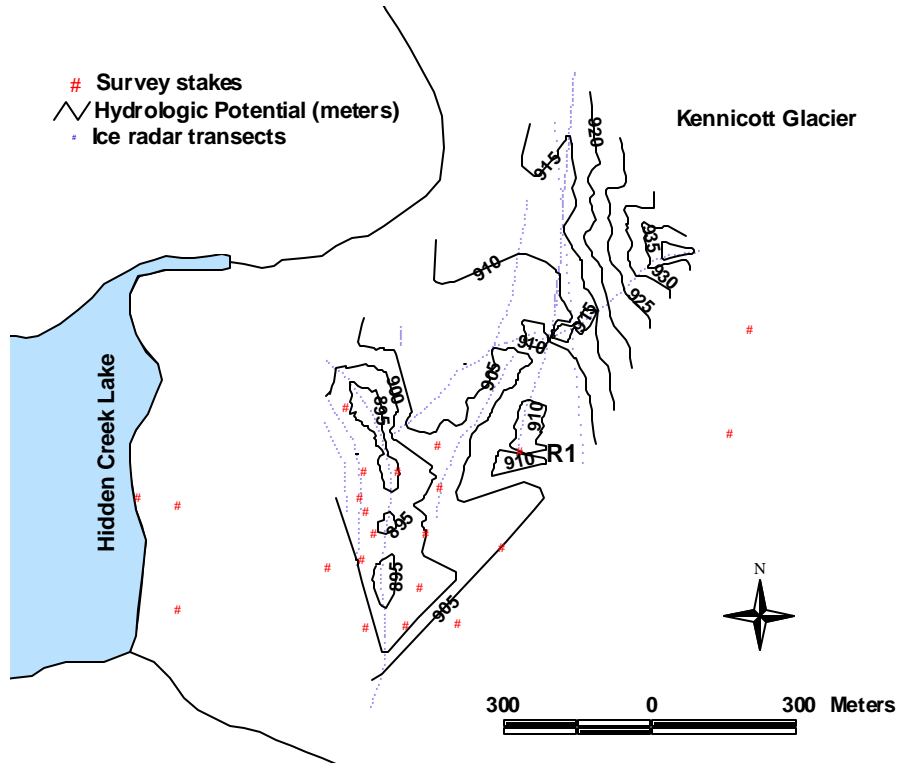 # Survey stakes
Hydrologic Potential (meters)
# Ice radar transects
Kennicott Glacier
920
915
935
930
925
910
915
910
905
900
895
910
910
R1
895
895
905
Hidden Creek Lake
N
300 0 300 Meters